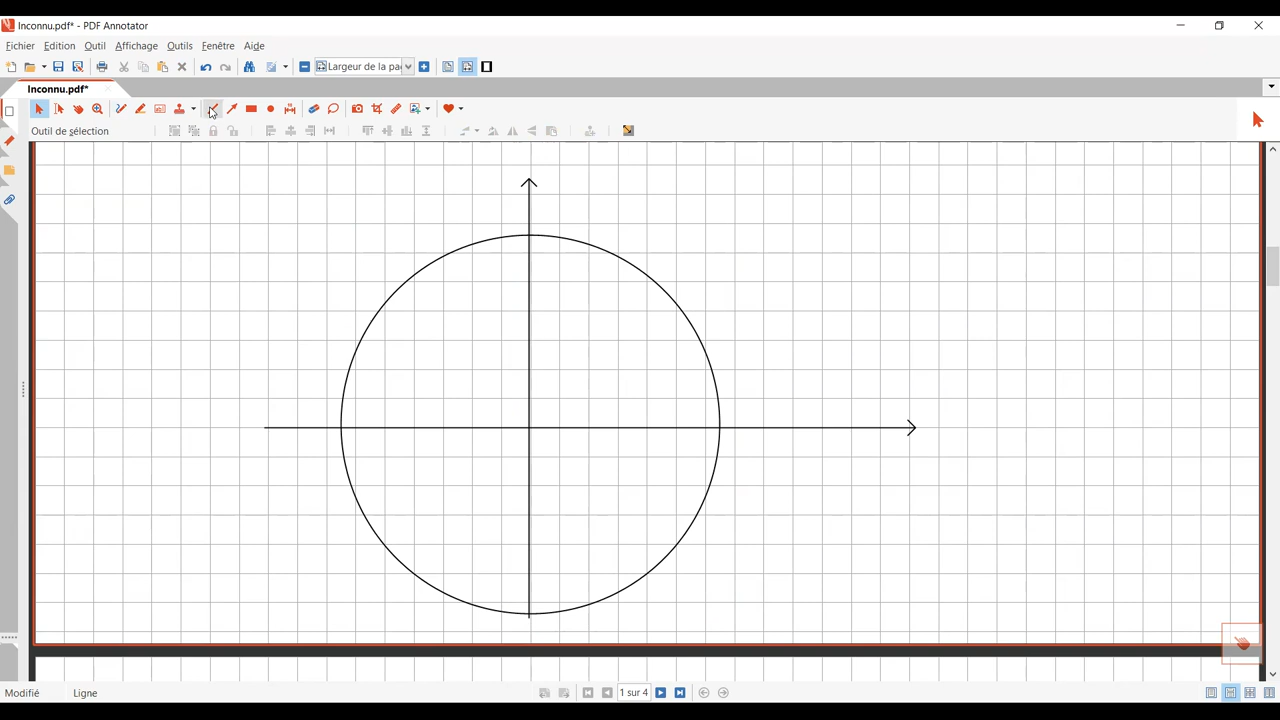 Inconnu.pdf* - PDF Annotator
Fichier Edition Outil Affichage Outils Fenêtre Aide
Largeur de la pa
Inconnu.pdf*
Outil de sélection
Modifié Ligne 1 sur 4